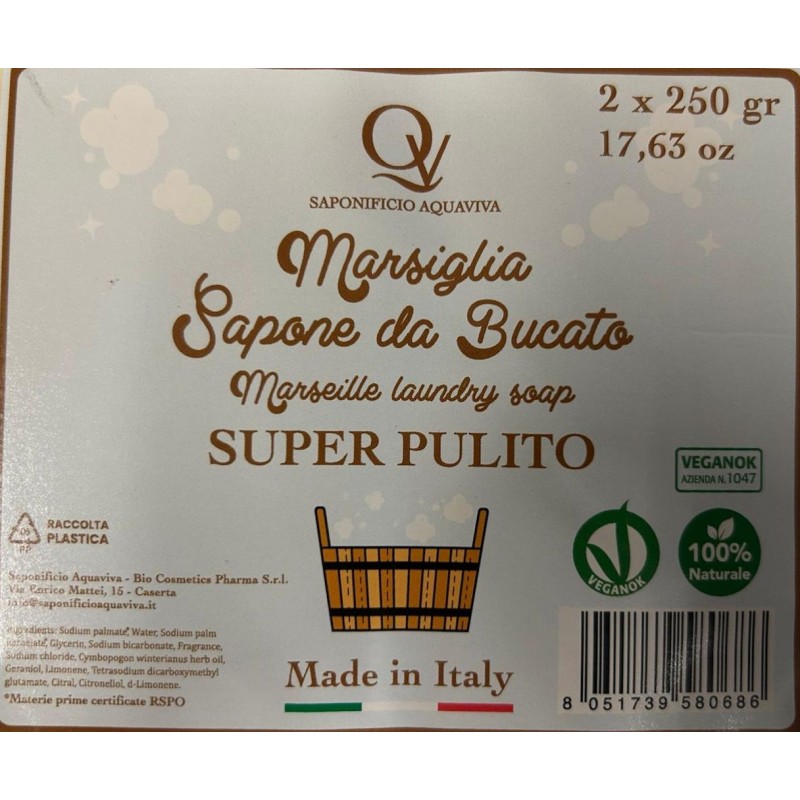 2 x 250 gr
17,63 oz
QV
SAPONIFICIO AQUAVIVA
Marsiglia
Sapone da Bucato
Marseille laundry soap
SUPER PULITO
VEGANOK
AZIENDA N.1047
VEGANOK
100%
Naturale
05
PP
RACCOLTA
PLASTICA
Saponificio Aquaviva - Bio Cosmetics Pharma S.r.l.
Via Enrico Mattei, 15 - Caserta
info@saponificioaquaviva.it
Ingredients: Sodium palmate*, Water, Sodium palm
kernelate*, Glycerin, Sodium bicarbonate, Fragrance,
Sodium chloride, Cymbopogon winterianus herb oil,
Geraniol, Limonene, Tetrasodium dicarboxymethyl
glutamate, Citral, Citronellol, d-Limonene.
*Materie prime certificate RSPO
Made in Italy
8 051739 580686